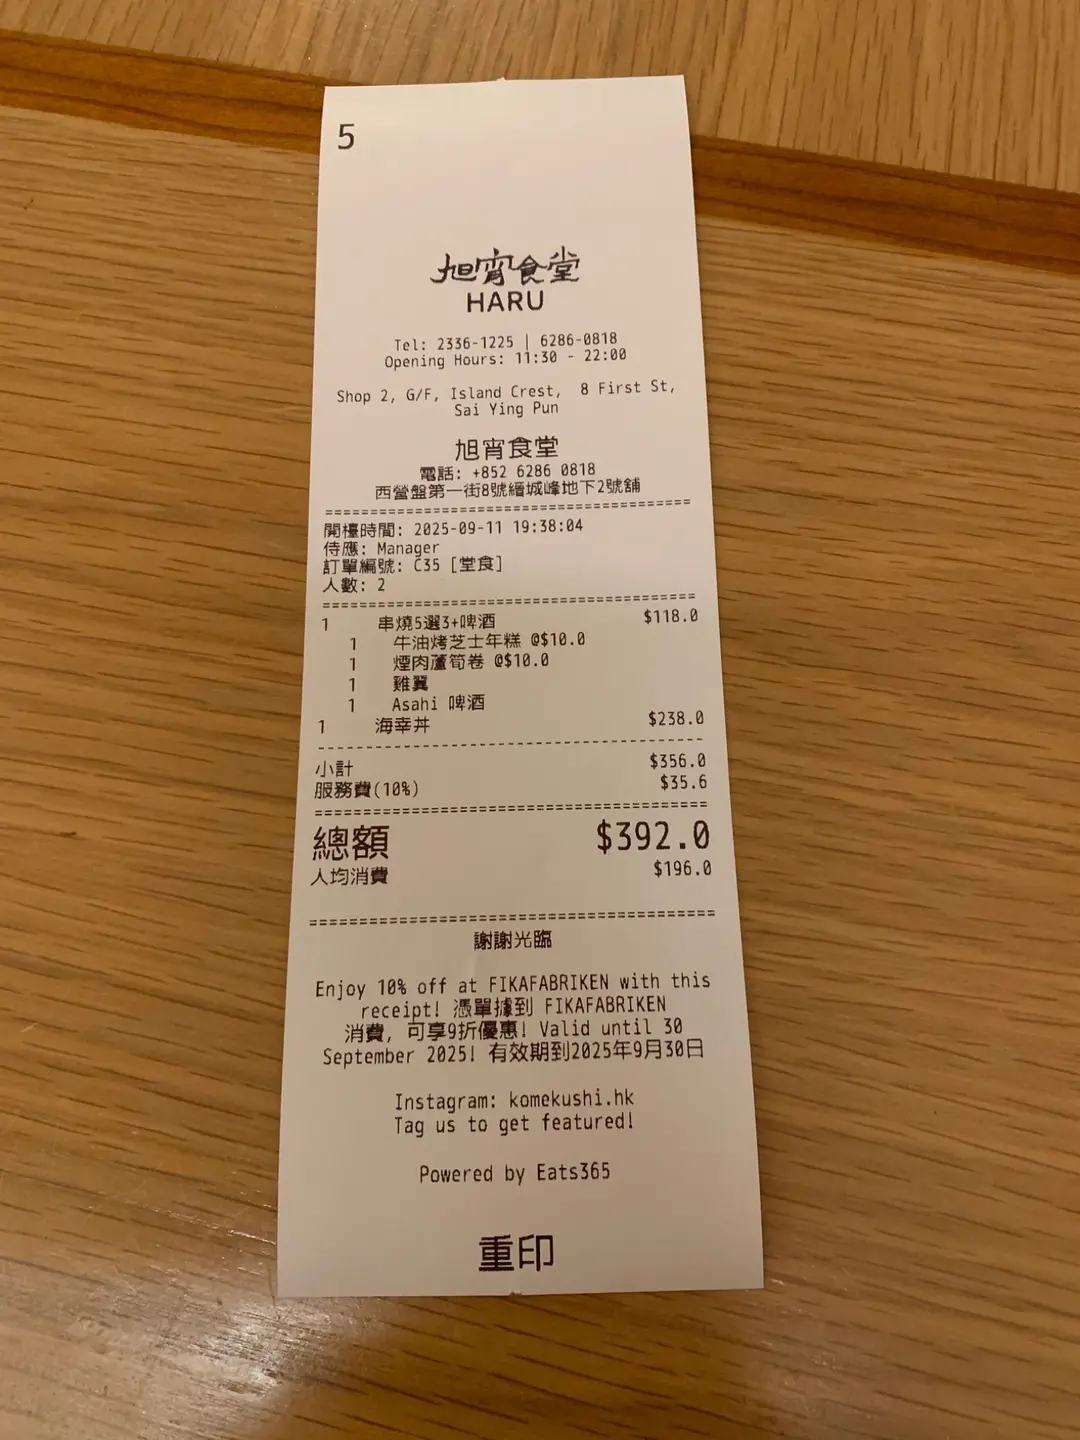 5
旭宵食堂
HARU
Tel: 2336-1225 | 6286-0818
Opening Hours: 11:30 - 22:00
Shop 2, G/F, Island Crest, 8 First St,
Sai Ying Pun
旭宵食堂
電話: +852 6286 0818
西營盤第一街8號縉城峰地下2號舖
開檯時間: 2025-09-11 19:38:04
侍應: Manager
訂單編號: C35 [堂食]
人數: 2
1 串燒5選3+啤酒 $118.0
1 牛油烤芝士年糕 @$10.0
1 煙肉蘆筍卷 @$10.0
1 雞翼
1 Asahi 啤酒
1 海幸丼 $238.0
小計 $356.0
服務費(10%) $35.6
總額 $392.0
人均消費 $196.0
謝謝光臨
Enjoy 10% off at FIKAFABRIKEN with this
receipt! 憑單據到 FIKAFABRIKEN
消費, 可享9折優惠! Valid until 30
September 2025! 有效期到2025年9月30日
Instagram: komekushi.hk
Tag us to get featured!
Powered by Eats365
重印